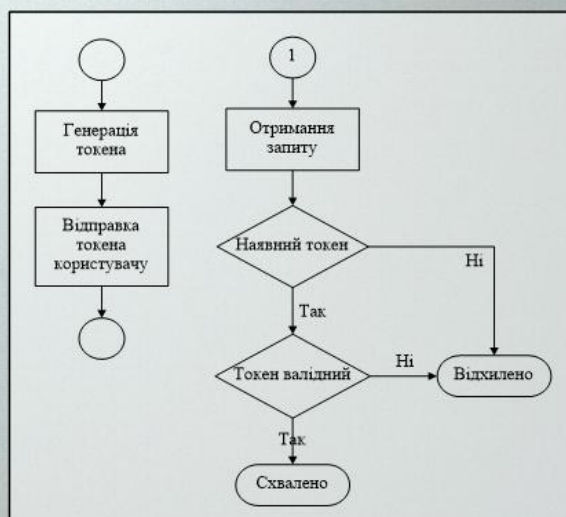 Генерація
токена
Відправка
токена
користувачу
1
Отримання
запиту
Наявний токен
Ні
Так
Токен валідний
Ні
Відхилено
Так
Схвалено